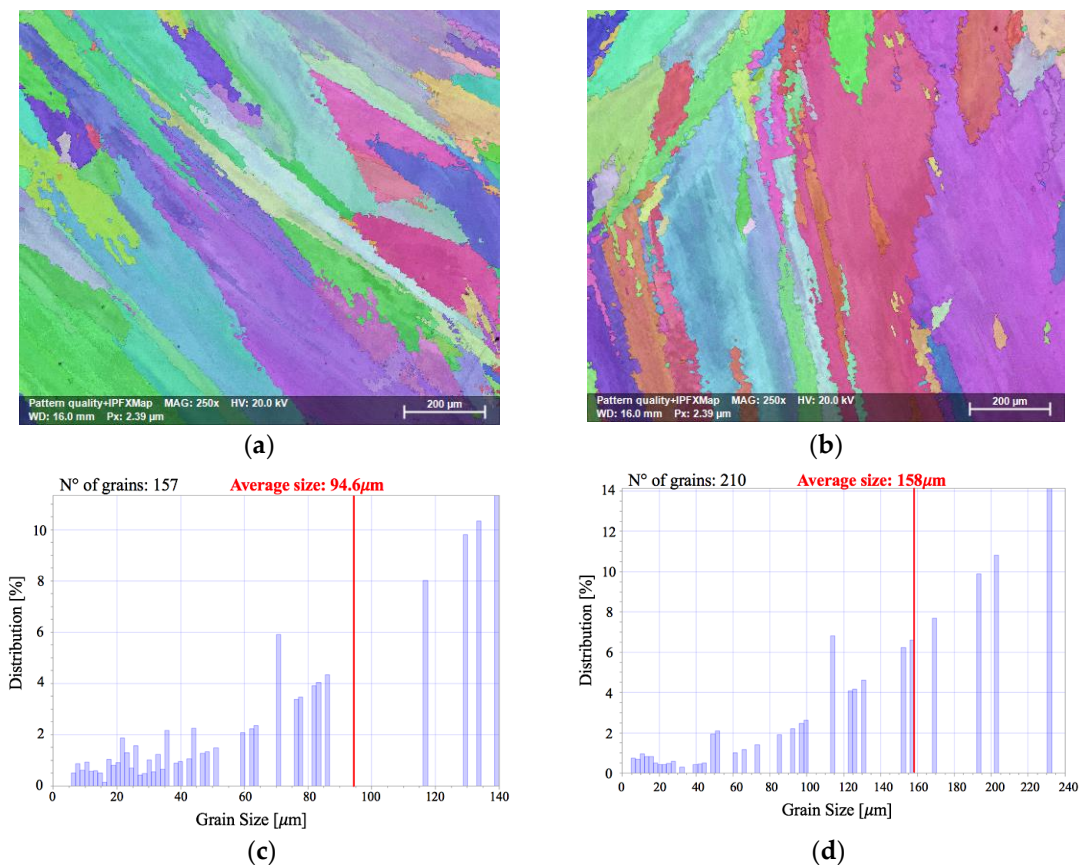 Pattern quality+IPFXMap MAG: 250x HV: 20.0 kV
WD: 16.0 mm Px: 2.39 µm
200 µm
Pattern quality+IPFXMap MAG: 250x HV: 20.0 kV
WD: 16.0 mm Px: 2.39 µm
200 µm
(a)
(b)
N° of grains: 157 Average size: 94.6µm
10
8
6
4
2
0
Distribution [%]
0 20 40 60 80 100 120 140
Grain Size [µm]
(c)
N° of grains: 210 Average size: 158µm
14
12
10
8
6
4
2
0
Distribution [%]
0 20 40 60 80 100 120 140 160 180 200 220 240
Grain Size [µm]
(d)